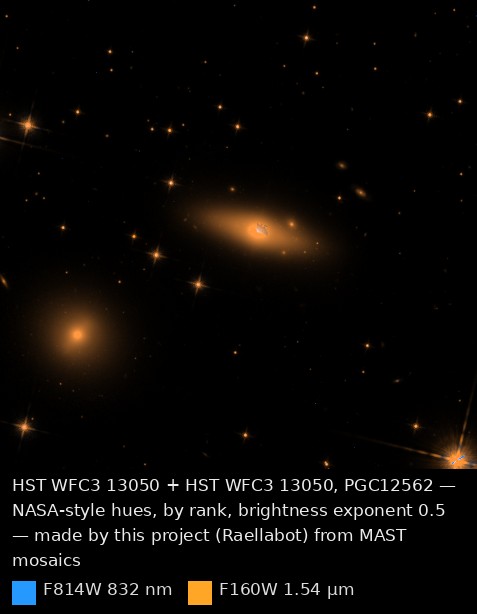 HST WFC3 13050 + HST WFC3 13050, PGC12562 —
NASA-style hues, by rank, brightness exponent 0.5
— made by this project (Raellabot) from MAST
mosaics
F814W 832 nm F160W 1.54 µm